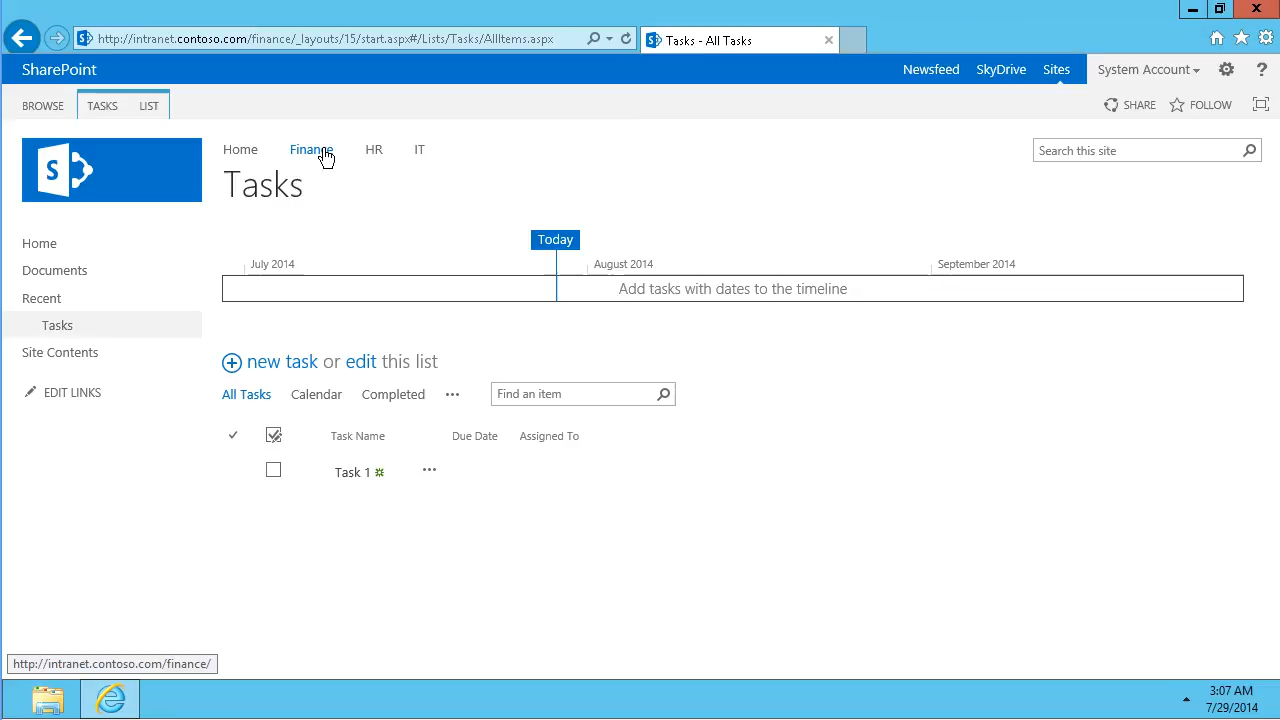 http://intranet.contoso.com/finance/_layouts/15/start.aspx#/Lists/Tasks/AllItems.aspx
Tasks - All Tasks
SharePoint
Newsfeed
SkyDrive
Sites
System Account
?
BROWSE
TASKS
LIST
SHARE
FOLLOW
S
Home
Finance
HR
IT
Search this site
Tasks
Home
Documents
Recent
Tasks
Site Contents
EDIT LINKS
Today
July 2014
August 2014
September 2014
Add tasks with dates to the timeline
new task or edit this list
All Tasks
Calendar
Completed
Find an item
Task Name
Due Date
Assigned To
Task 1
http://intranet.contoso.com/finance/
3:07 AM
7/29/2014